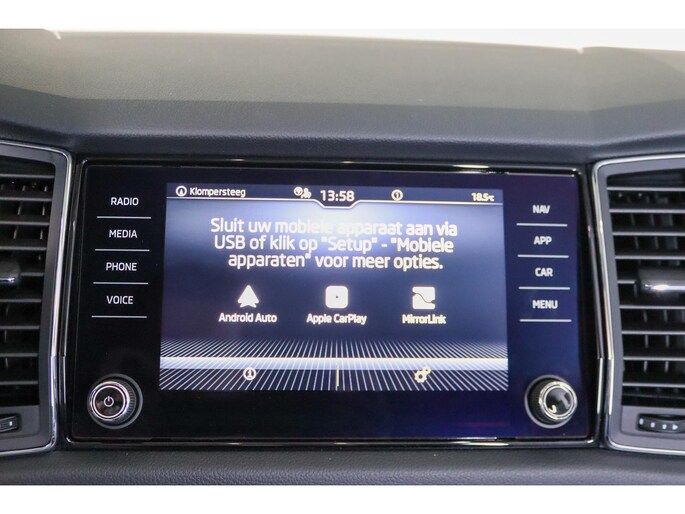 Klompersteeg 13:58 18.5°C
Sluit uw mobiele apparaat aan via
USB of klik op "Setup" - "Mobiele
apparaten" voor meer opties.
Android Auto Apple CarPlay MirrorLink
RADIO
MEDIA
PHONE
VOICE
NAV
APP
CAR
MENU